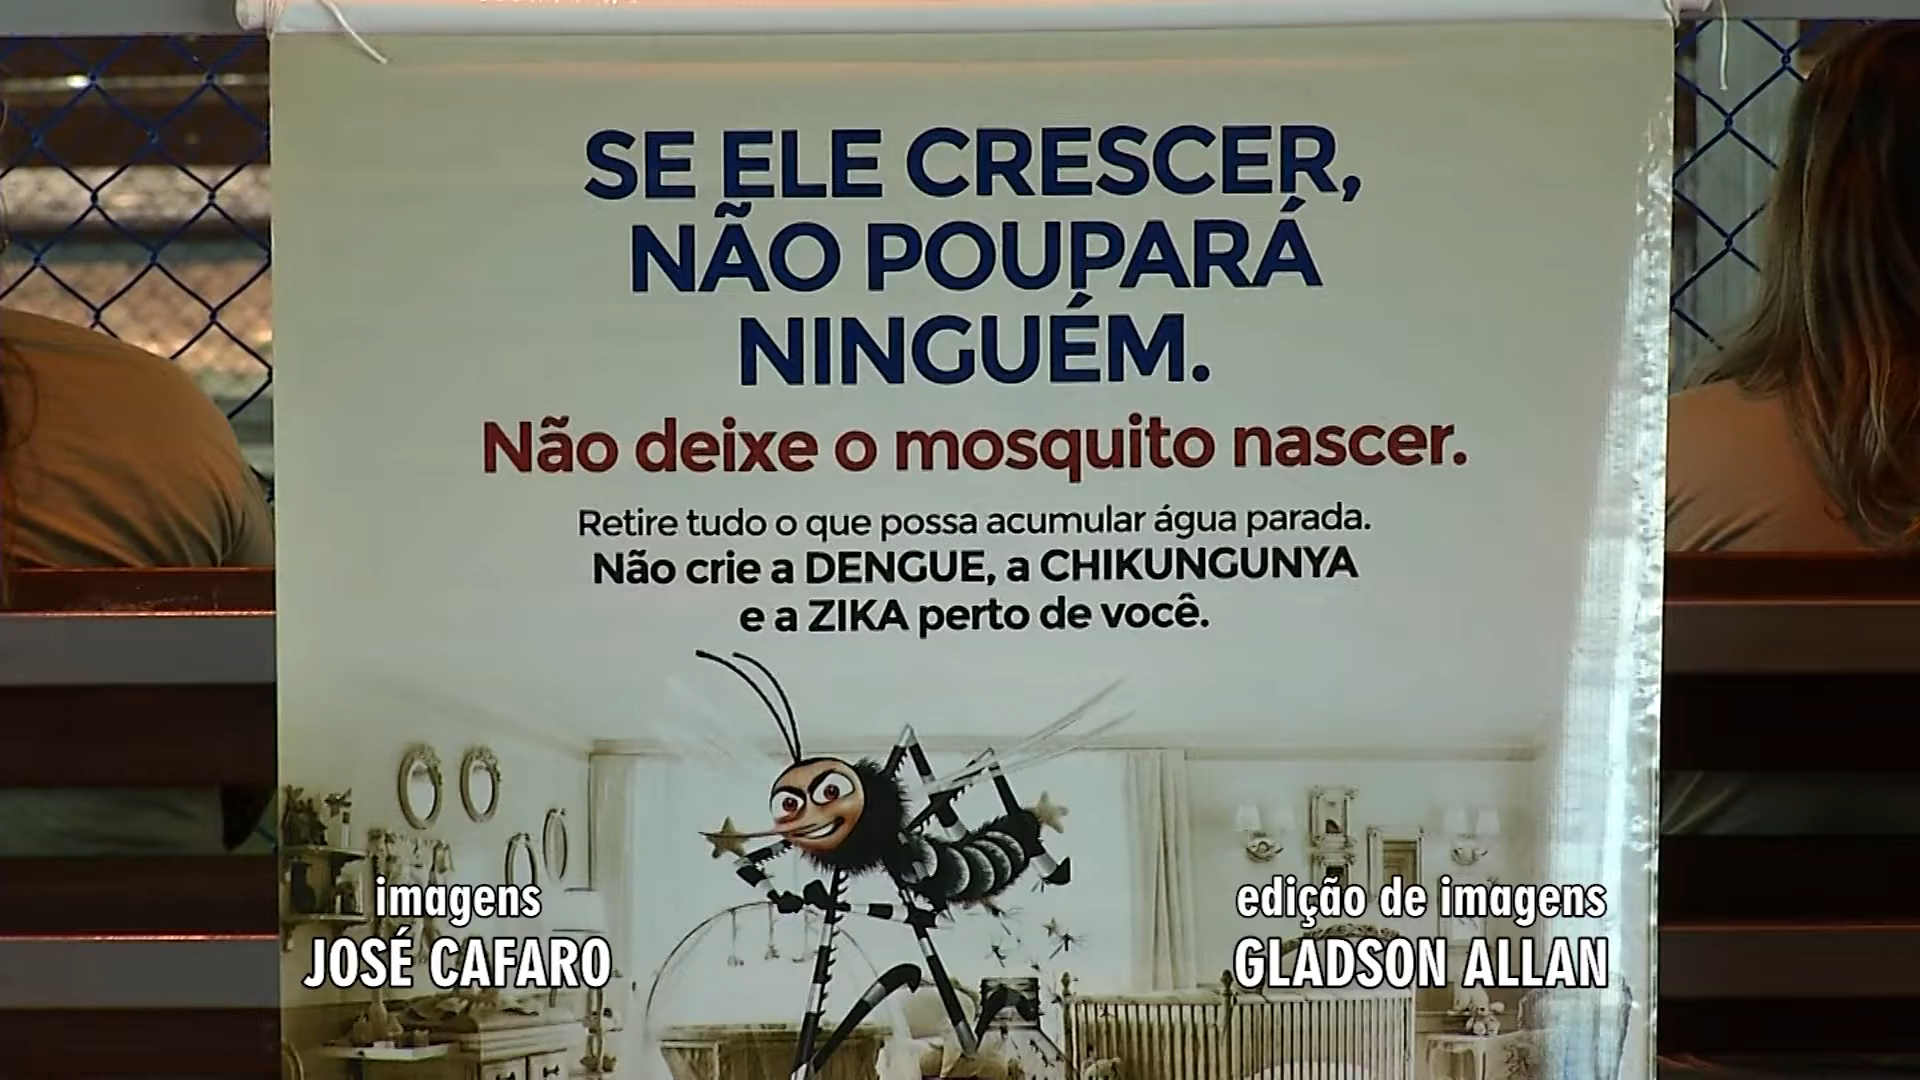 SE ELE CRESCER,
NÃO POUPARÁ
NINGUÉM.
Não deixe o mosquito nascer.
Retire tudo o que possa acumular água parada.
Não crie a DENGUE, a CHIKUNGUNYA
e a ZIKA perto de você.
imagens
JOSÉ CAFARO
edição de imagens
GLADSON ALLAN